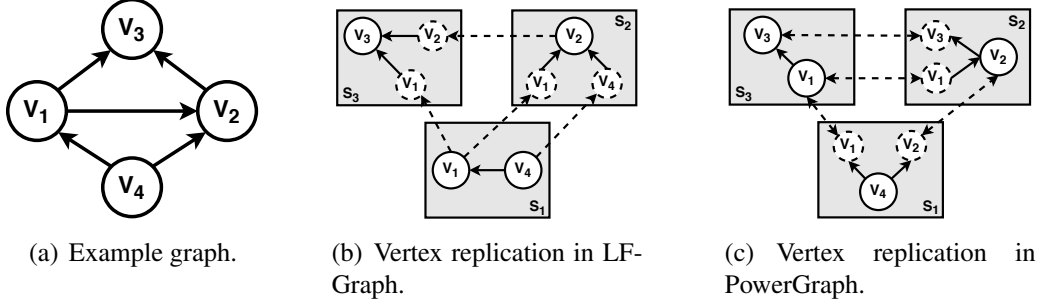 V3
V1
V2
V4
(a) Example graph.
V3
V2
V1
S3
V2
S2
V1
V4
V1
V4
S1
(b) Vertex replication in LF-
Graph.
V3
V1
S3
V3
S2
V2
V1
V1
V2
V4
S1
(c) Vertex replication in
PowerGraph.